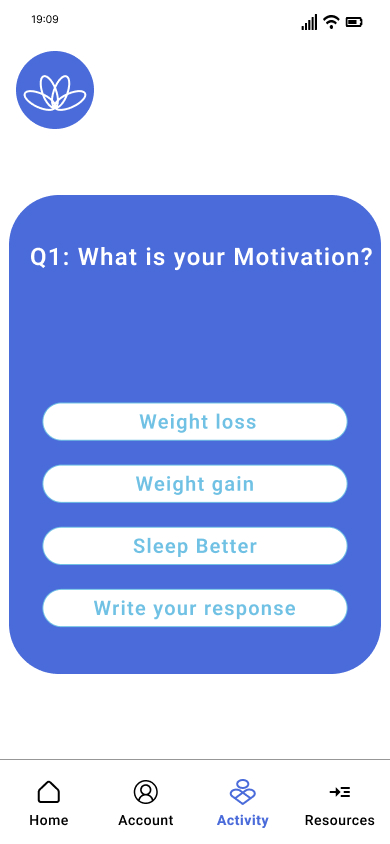 19:09
Q1: What is your Motivation?
Weight loss
Weight gain
Sleep Better
Write your response
Home
Account
Activity
Resources